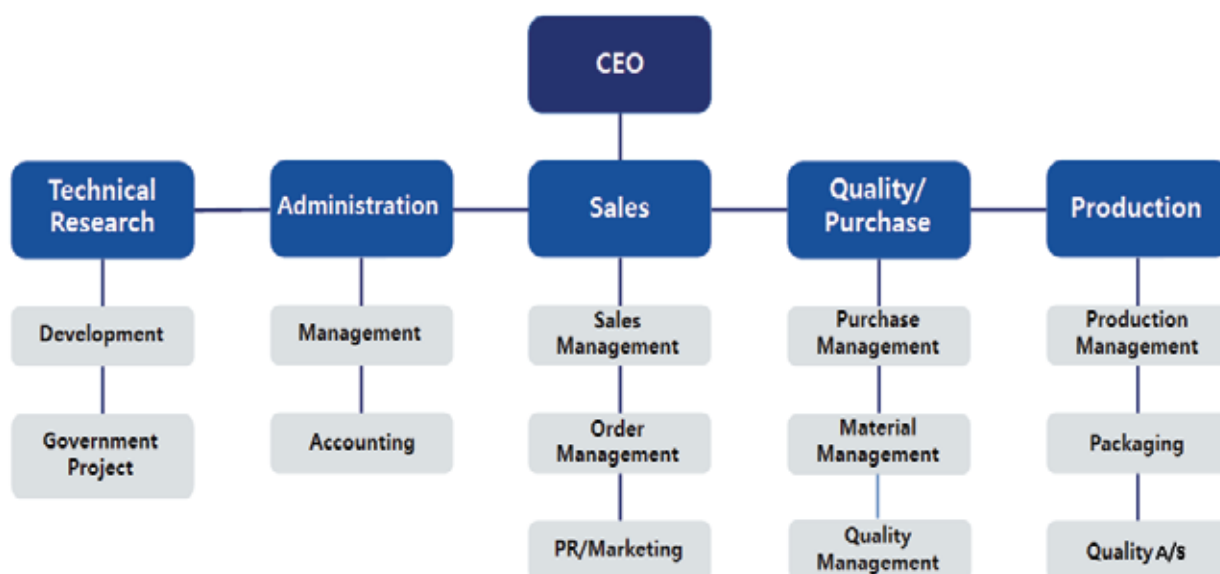 CEO
Technical
Research
Administration
Sales
Quality/
Purchase
Production
Development
Management
Sales
Management
Purchase
Management
Production
Management
Government
Project
Accounting
Order
Management
Material
Management
Packaging
PR/Marketing
Quality
Management
Quality A/S